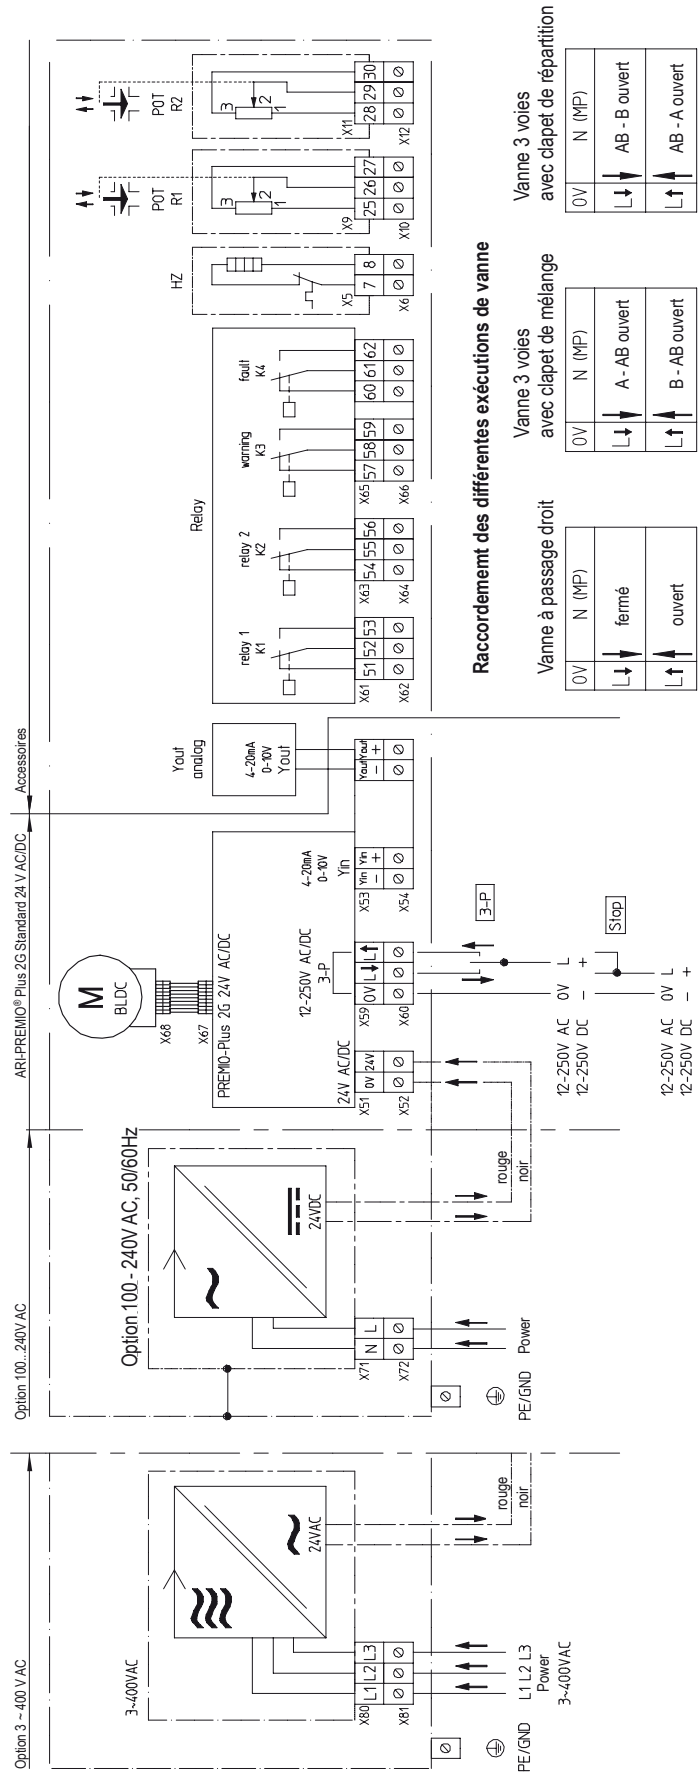 Option 3 ~ 400 V AC
Option 100...240V AC
ARI-PREMIO® Plus 2G Standard 24 V AC/DC
Accessoires
3~400VAC
24VAC
X80
L1 L2 L3
X81
PE/GND
L1 L2 L3
Power
3~400VAC
rouge
noir
Option 100 - 240V AC, 50/60Hz
24VDC
X71
N L
X72
PE/GND
Power
rouge
noir
M
BLDC
X68
X67
PREMIO-Plus 2G 24V AC/DC
24V AC/DC
X51
0V 24V
X52
12-250V AC/DC
3-P
X59
0V L L
X60
4-20mA
0-10V
Yin
X53
Yin Yin
− +
X54
3-P
12-250V AC 0V L
12-250V DC − +
Stop
12-250V AC 0V L
12-250V DC − +
Yout
analog
4-20mA
0-10V
Yout
Yout Yout
− +
Relay
relay 1
K1
X61
51 52 53
X62
relay 2
K2
X63
54 55 56
X64
warning
K3
X65
57 58 59
X66
fault
K4
60 61 62
HZ
X5
7 8
X6
POT
R1
1 2 3
X9
25 26 27
X10
POT
R2
1 2 3
X11
28 29 30
X12
Raccordememt des différentes exécutions de vanne
Vanne à passage droit
0V N (MP)
L fermé
L ouvert
Vanne 3 voies
avec clapet de mélange
0V N (MP)
L A - AB ouvert
L B - AB ouvert
Vanne 3 voies
avec clapet de répartition
0V N (MP)
L AB - B ouvert
L AB - A ouvert